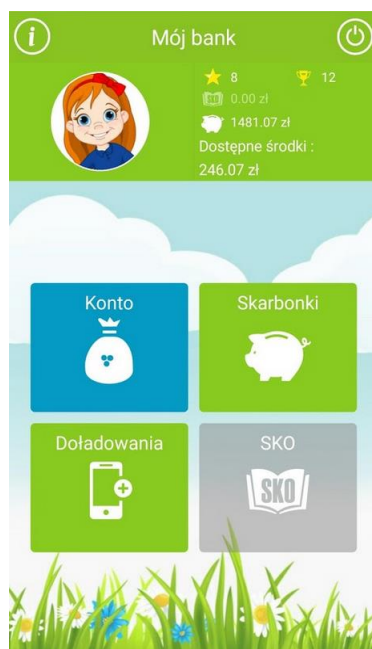 i
Mój bank
8 12
0.00 zł
1481.07 zł
Dostępne środki :
246.07 zł
Konto
Skarbonki
Doładowania
SKO
SKO